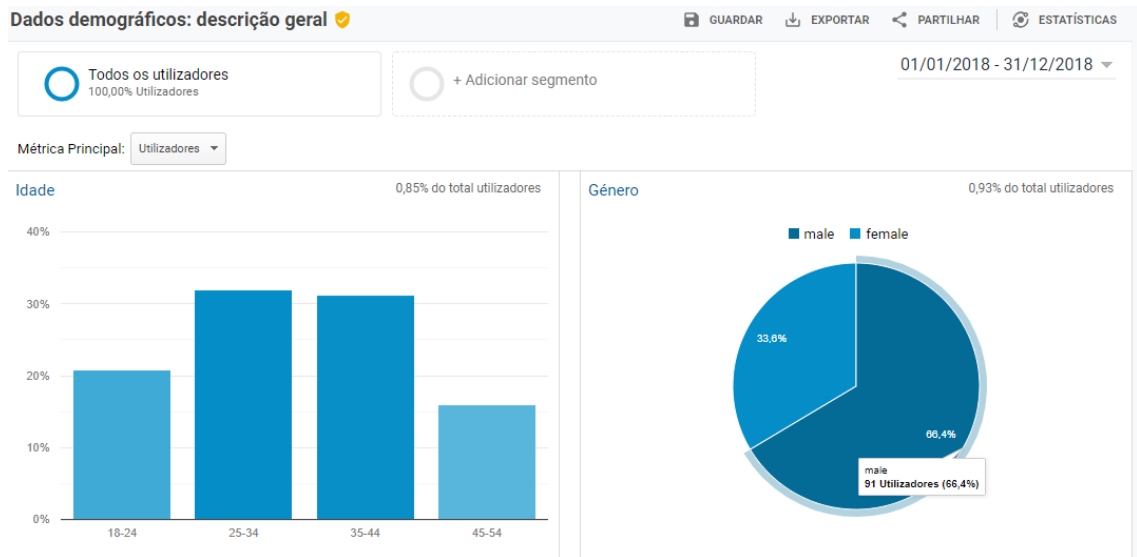 Dados demográficos: descrição geral
GUARDAR
EXPORTAR
PARTILHAR
ESTATÍSTICAS
Todos os utilizadores
100,00% Utilizadores
+ Adicionar segmento
01/01/2018 - 31/12/2018
Métrica Principal:
Utilizadores
Idade
0,85% do total utilizadores
40%
30%
20%
10%
0%
18-24
25-34
35-44
45-54
Género
0,93% do total utilizadores
male
female
33,6%
66,4%
male
91 Utilizadores (66,4%)